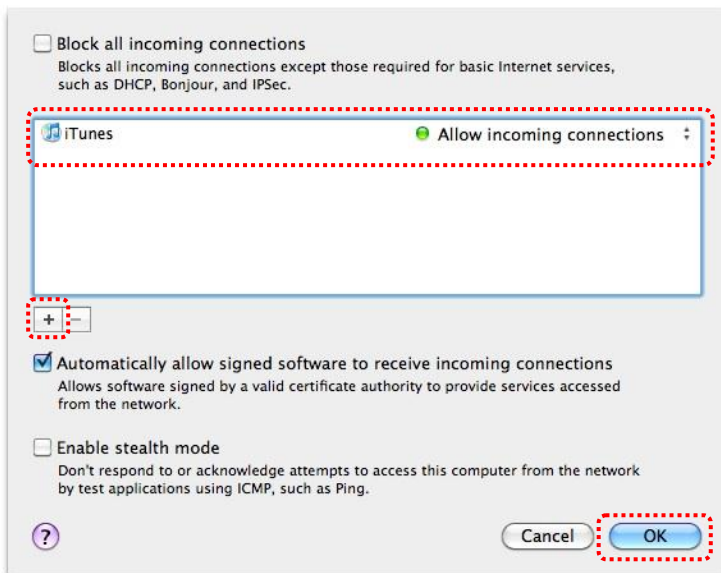 Block all incoming connections
Blocks all incoming connections except those required for basic Internet services,
such as DHCP, Bonjour, and IPSec.
iTunes Allow incoming connections
+ −
Automatically allow signed software to receive incoming connections
Allows software signed by a valid certificate authority to provide services accessed
from the network.
Enable stealth mode
Don't respond to or acknowledge attempts to access this computer from the network
by test applications using ICMP, such as Ping.
? Cancel OK